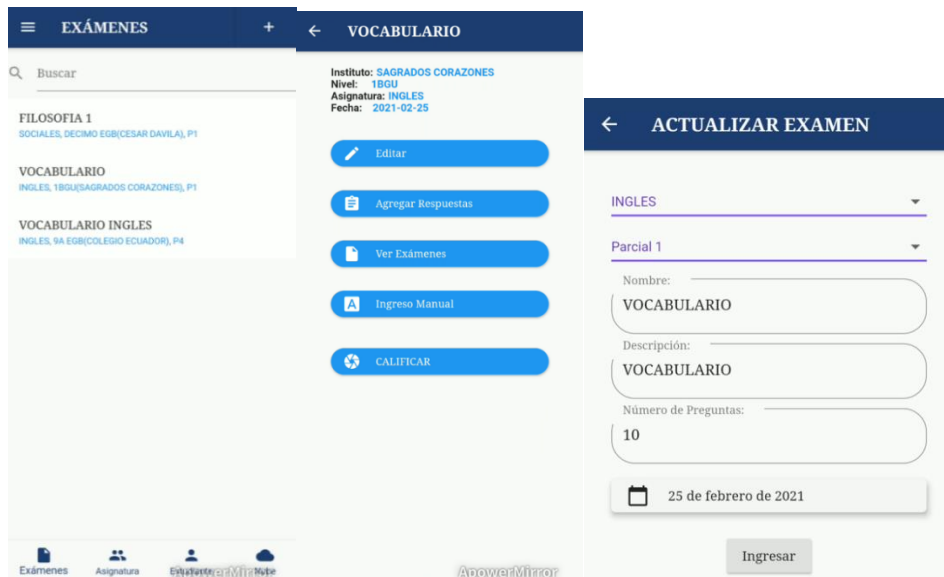 EXÁMENES
+
Buscar
FILOSOFIA 1
SOCIALES, DECIMO EGB(CESAR DAVILA), P1
VOCABULARIO
INGLES, 1BGU(SAGRADOS CORAZONES), P1
VOCABULARIO INGLES
INGLES, 9A EGB(COLEGIO ECUADOR), P4
Exámenes
Asignatura
Estudiante
Nube
VOCABULARIO
Instituto: SAGRADOS CORAZONES
Nivel: 1BGU
Asignatura: INGLES
Fecha: 2021-02-25
Editar
Agregar Respuestas
Ver Exámenes
A Ingreso Manual
CALIFICAR
ApowerMirror
ACTUALIZAR EXAMEN
INGLES
Parcial 1
Nombre:
VOCABULARIO
Descripción:
VOCABULARIO
Número de Preguntas:
10
25 de febrero de 2021
Ingresar